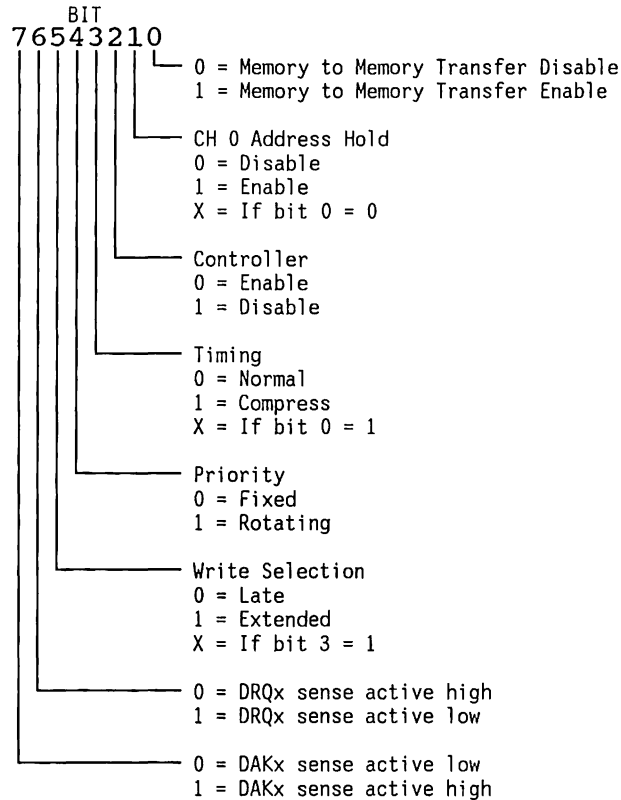 BIT
76543210
0 = Memory to Memory Transfer Disable
1 = Memory to Memory Transfer Enable
CH 0 Address Hold
0 = Disable
1 = Enable
X = If bit 0 = 0
Controller
0 = Enable
1 = Disable
Timing
0 = Normal
1 = Compress
X = If bit 0 = 1
Priority
0 = Fixed
1 = Rotating
Write Selection
0 = Late
1 = Extended
X = If bit 3 = 1
0 = DRQx sense active high
1 = DRQx sense active low
0 = DAKx sense active low
1 = DAKx sense active high